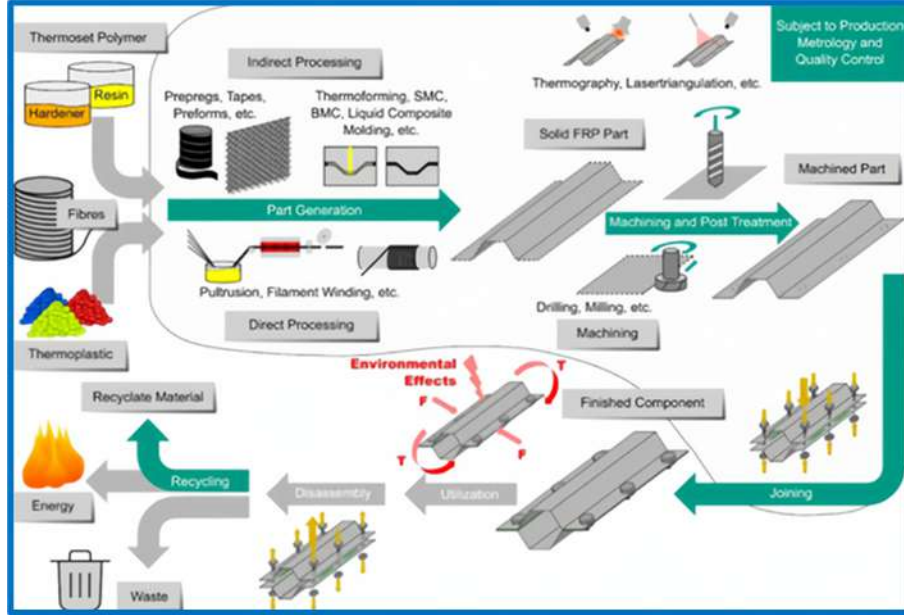 Thermoset Polymer
Resin
Hardener
Fibres
Thermoplastic
Indirect Processing
Prepregs, Tapes,
Preforms, etc.
Thermoforming, SMC,
BMC, Liquid Composite
Molding, etc.
Part Generation
Pultrusion, Filament Winding, etc.
Direct Processing
Thermography, Lasertriangulation, etc.
Subject to Production
Metrology and
Quality Control
Solid FRP Part
Machined Part
Machining and Post Treatment
Drilling, Milling, etc.
Machining
Joining
Finished Component
Environmental
Effects
F
T
T
F
Utilization
Disassembly
Recycling
Recyclate Material
Energy
Waste